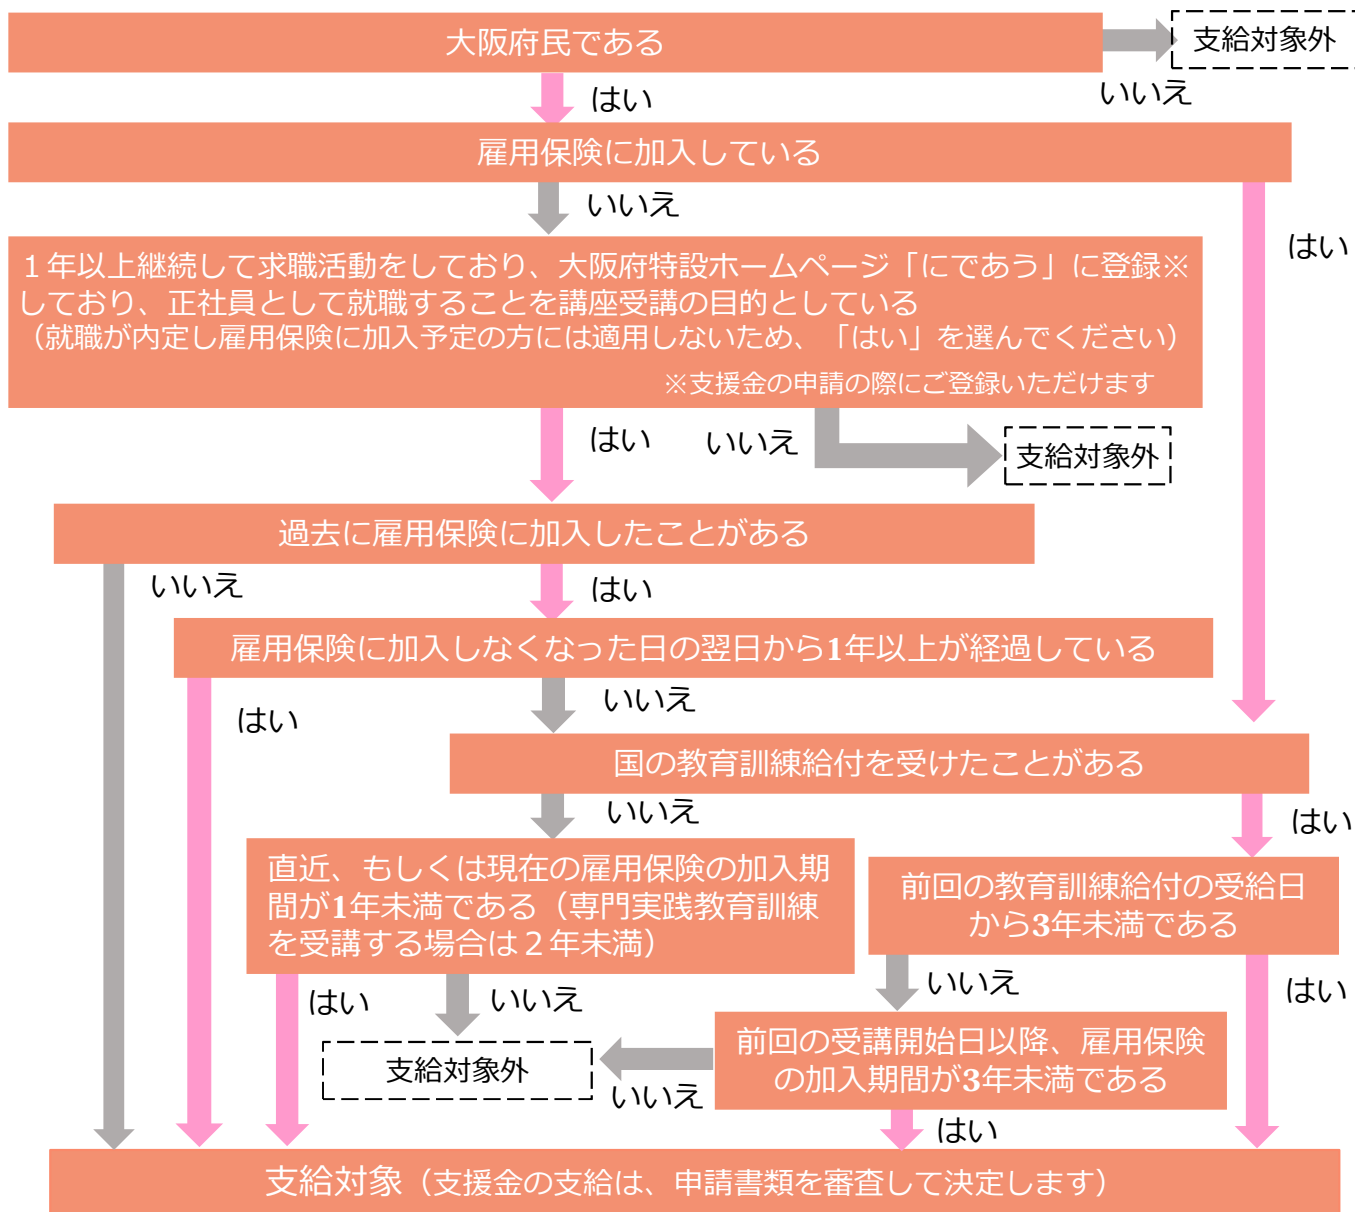 大阪府民である
支給対象外
いいえ
はい
雇用保険に加入している
いいえ
はい
１年以上継続して求職活動をしており、大阪府特設ホームページ「にであう」に登録※
しており、正社員として就職することを講座受講の目的としている
（就職が内定し雇用保険に加入予定の方には適用しないため、「はい」を選んでください）
※支援金の申請の際にご登録いただけます
はい
いいえ
支給対象外
過去に雇用保険に加入したことがある
いいえ
はい
雇用保険に加入しなくなった日の翌日から1年以上が経過している
はい
いいえ
国の教育訓練給付を受けたことがある
いいえ
はい
直近、もしくは現在の雇用保険の加入期
間が1年未満である（専門実践教育訓練
を受講する場合は２年未満）
前回の教育訓練給付の受給日
から3年未満である
はい
いいえ
いいえ
はい
支給対象外
前回の受講開始日以降、雇用保険
の加入期間が3年未満である
いいえ
はい
支給対象（支援金の支給は、申請書類を審査して決定します）